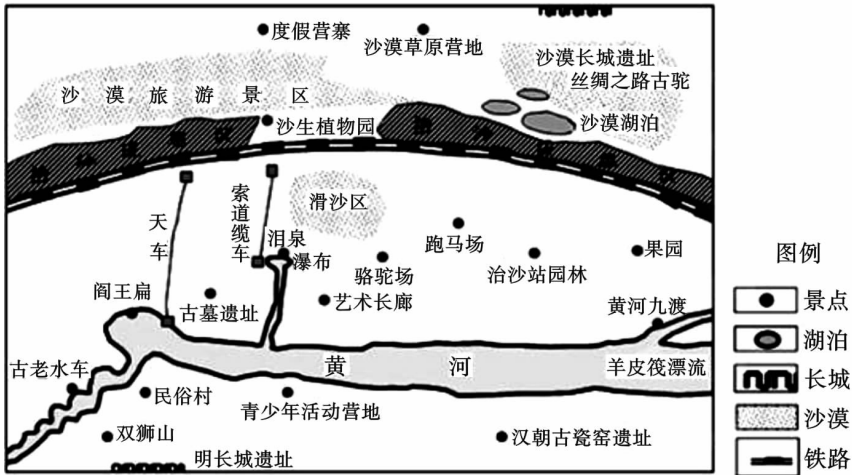 度假营寨
沙漠草原营地
沙漠长城遗址
丝绸之路古驼
沙漠旅游景区
沙生植物园
沙漠湖泊
天车
索道缆车
滑沙区
泪泉
瀑布
骆驼场
跑马场
治沙站园林
果园
阎王扁
古墓遗址
艺术长廊
黄河九渡
古老水车
黄河
羊皮筏漂流
民俗村
青少年活动营地
双狮山
明长城遗址
汉朝古瓷窑遗址
图例
景点
湖泊
长城
沙漠
铁路